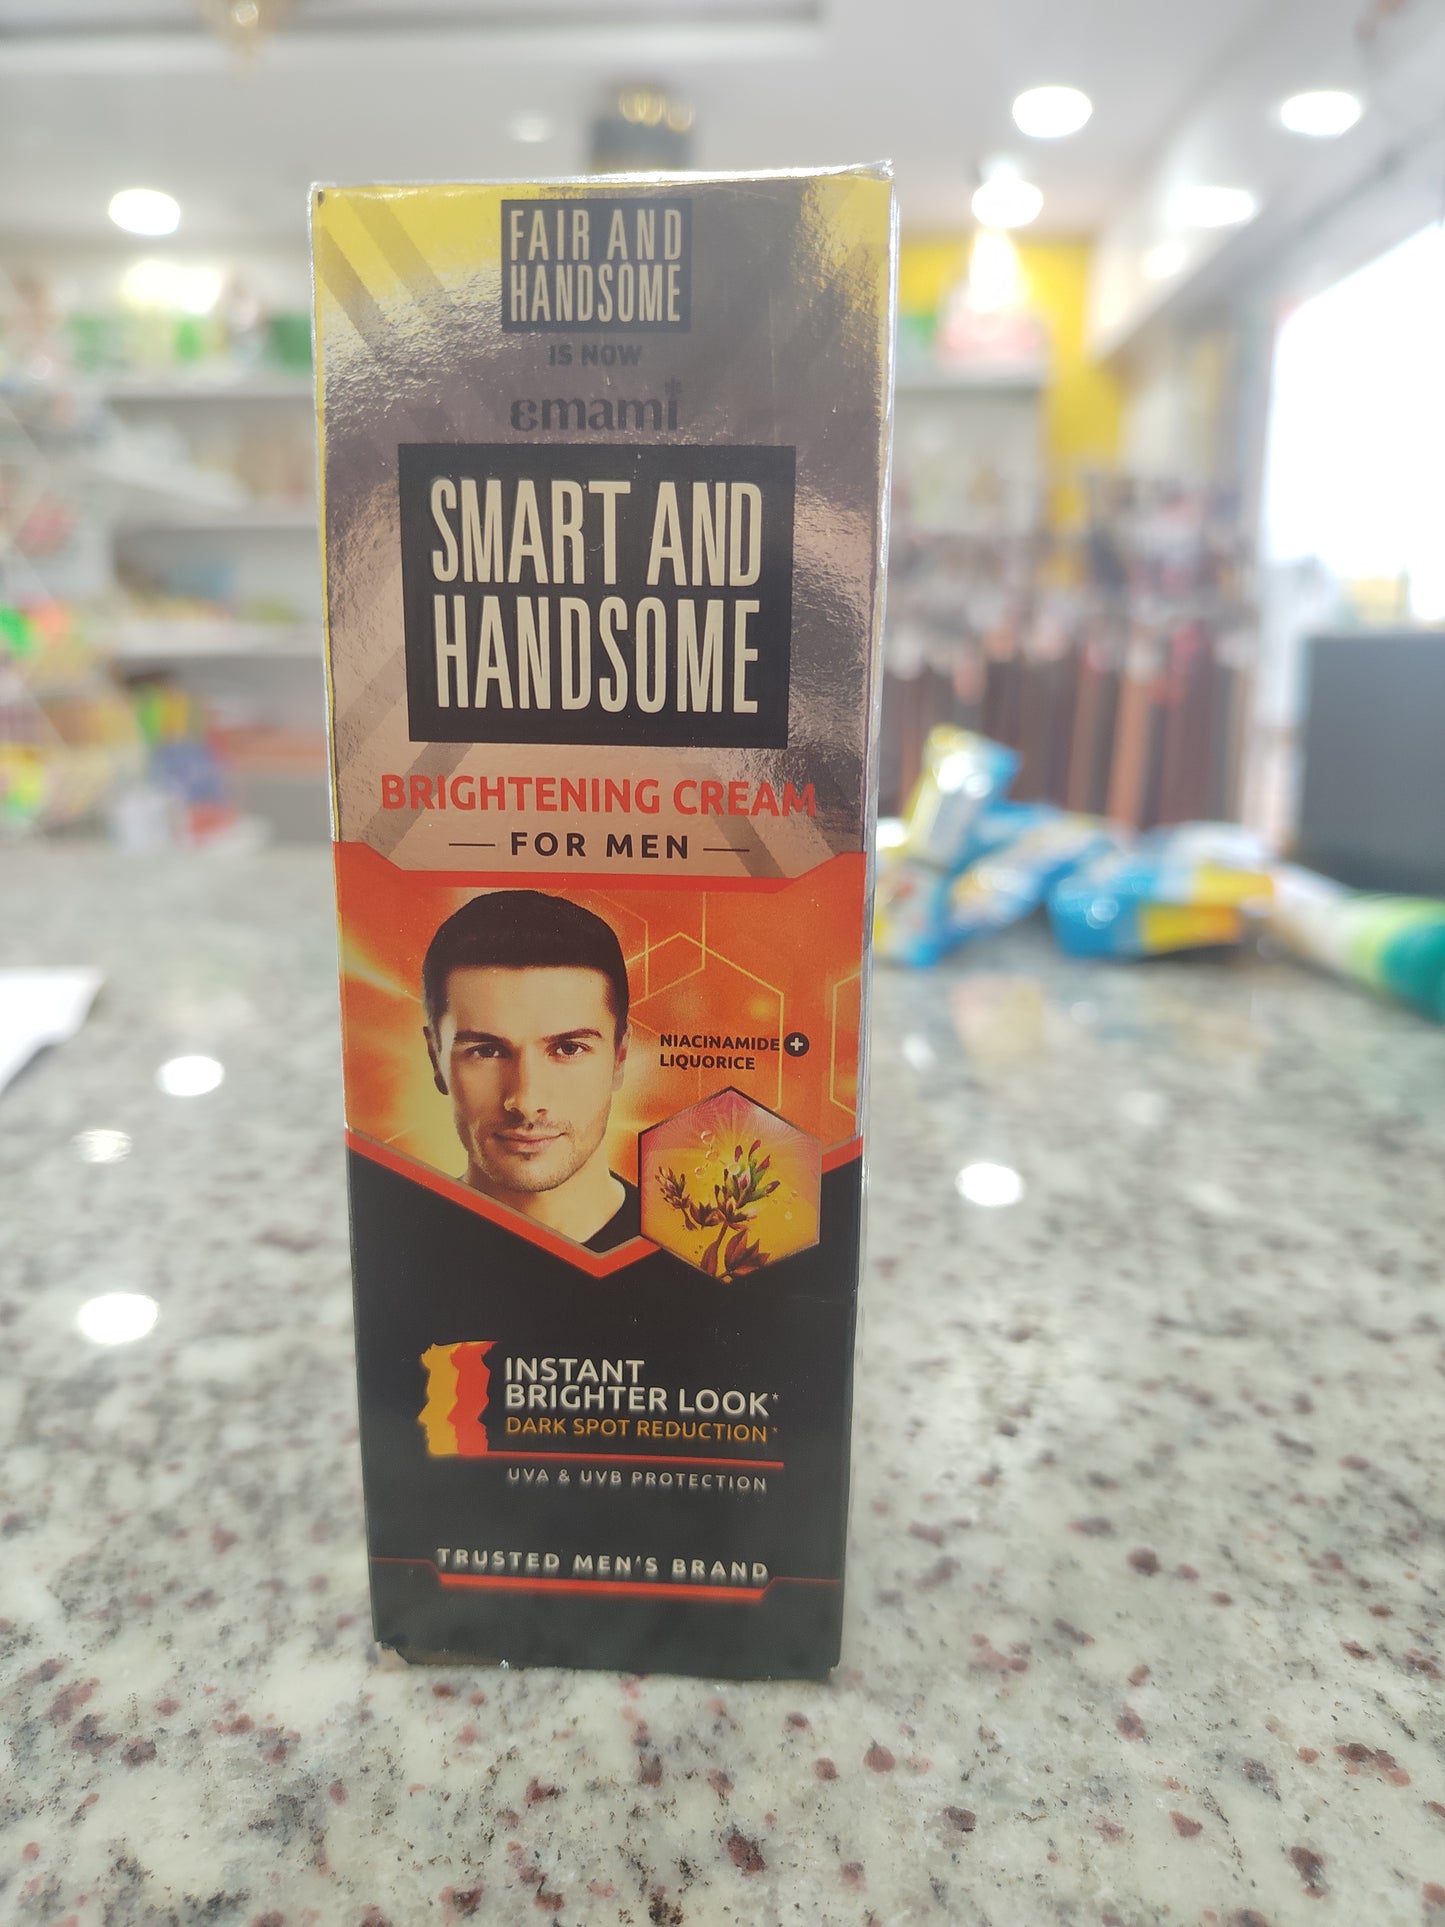 FAIR AND
HANDSOME
IS NOW
emami
SMART AND
HANDSOME
BRIGHTENING CREAM
FOR MEN
NIACINAMIDE +
LIQUORICE
INSTANT
BRIGHTER LOOK*
DARK SPOT REDUCTION*
UVA & UVB PROTECTION
TRUSTED MEN'S BRAND